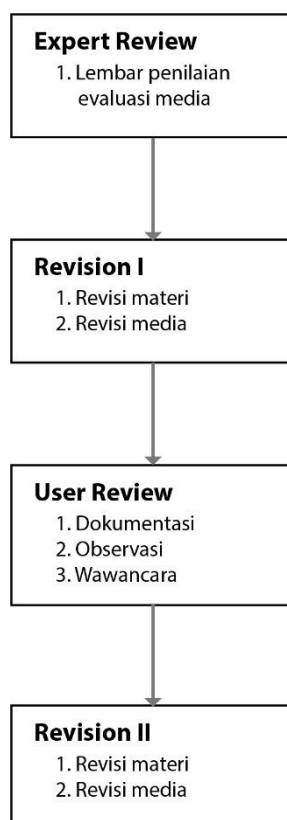 Expert Review
1. Lembar penilaian
evaluasi media
Revision I
1. Revisi materi
2. Revisi media
User Review
1. Dokumentasi
2. Observasi
3. Wawancara
Revision II
1. Revisi materi
2. Revisi media